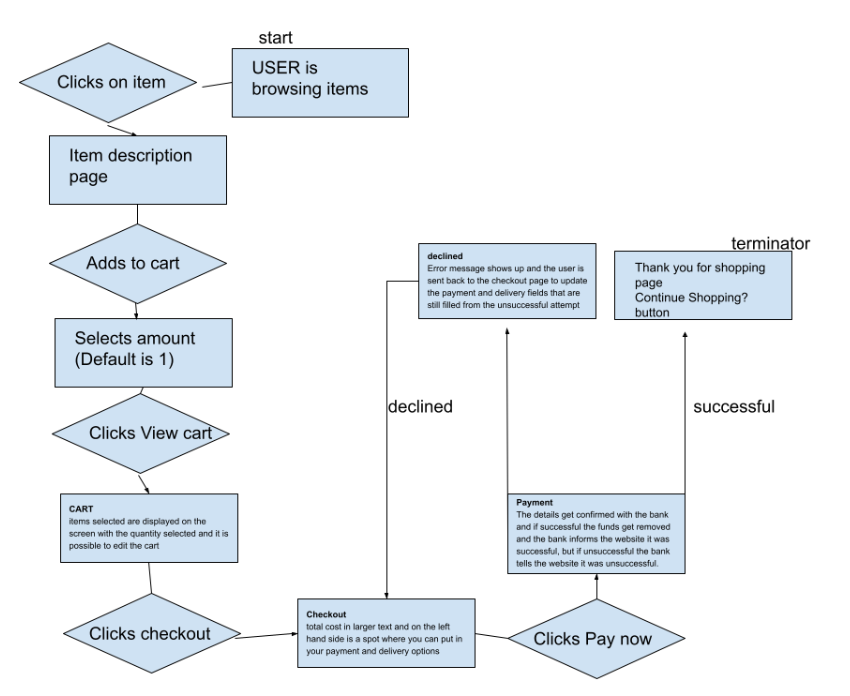 start
USER is
browsing items
Clicks on item
Item description
page
Adds to cart
Selects amount
(Default is 1)
Clicks View cart
CART
items selected are displayed on the
screen with the quantity selected and it is
possible to edit the cart
Clicks checkout
Checkout
total cost in larger text and on the left
hand side is a spot where you can put in
your payment and delivery options
Clicks Pay now
Payment
The details get confirmed with the bank
and if successful the funds get removed
and the bank informs the website it was
successful, but if unsuccessful the bank
tells the website it was unsuccessful.
declined
declined
Error message shows up and the user is
sent back to the checkout page to update
the payment and delivery fields that are
still filled from the unsuccessful attempt
successful
terminator
Thank you for shopping
page
Continue Shopping?
button